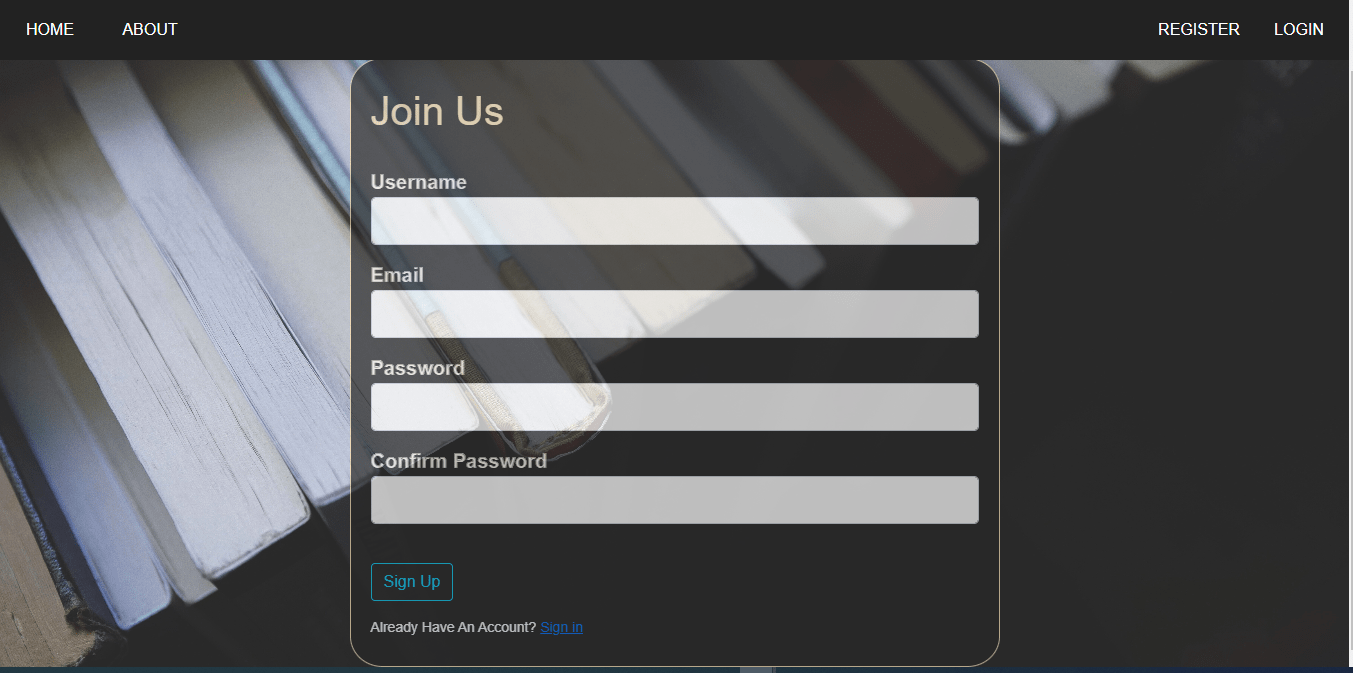 HOME ABOUT REGISTER LOGIN
Join Us
Username
Email
Password
Confirm Password
Sign Up
Already Have An Account? Sign in